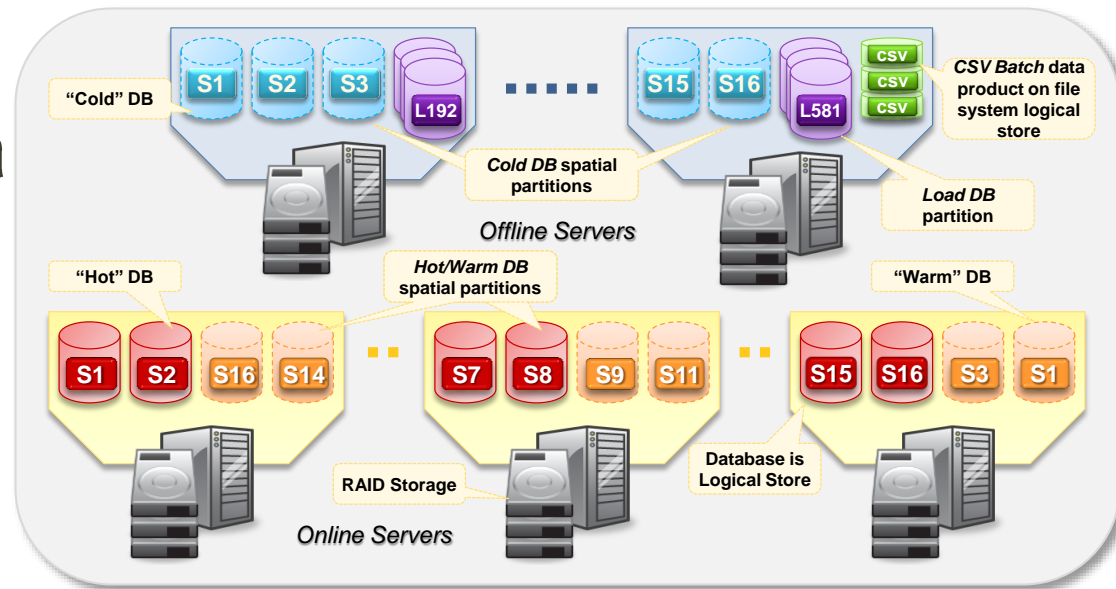 S1
S2
S3
L192
S15
S16
L581
CSV
CSV
CSV
“Cold” DB
CSV Batch data
product on file
system logical
store
Cold DB spatial
partitions
Load DB
partition
Offline Servers
“Hot” DB
Hot/Warm DB
spatial partitions
“Warm” DB
S1
S2
S16
S14
S7
S8
S9
S11
S15
S16
S3
S1
RAID Storage
Database is
Logical Store
Online Servers